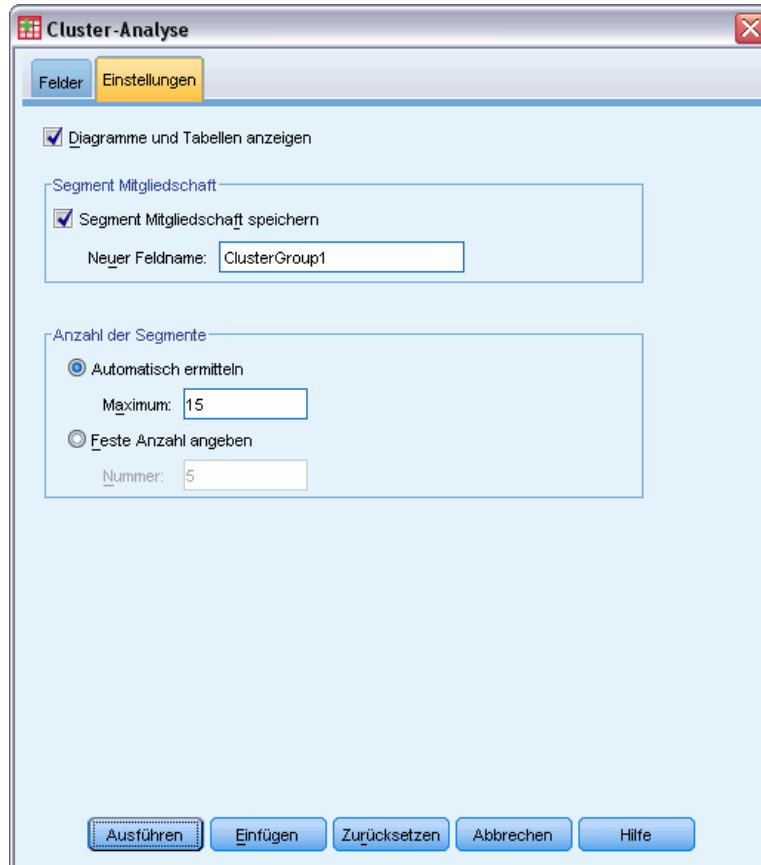 Cluster-Analyse
Felder Einstellungen
Diagramme und Tabellen anzeigen
Segment Mitgliedschaft
Segment Mitgliedschaft speichern
Neuer Feldname: ClusterGroup1
Anzahl der Segmente
Automatisch ermitteln
Maximum: 15
Feste Anzahl angeben
Nummer: 5
Ausführen Einfügen Zurücksetzen Abbrechen Hilfe